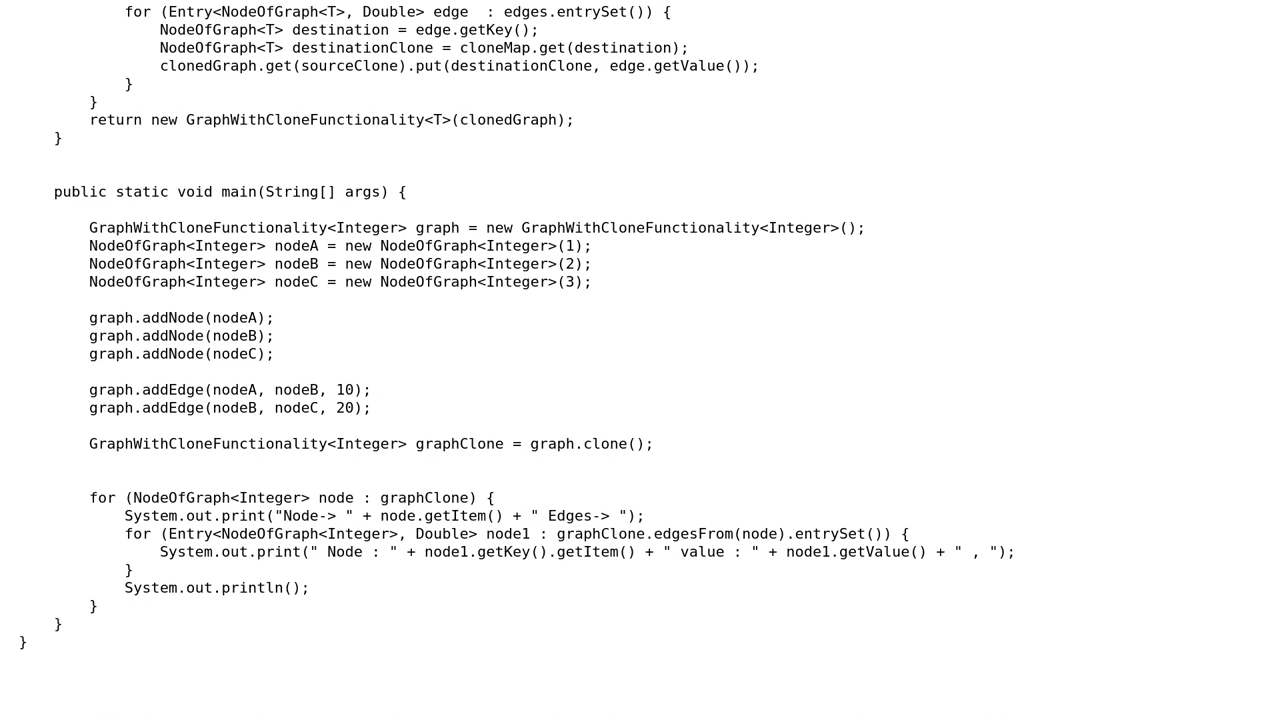 for (Entry<NodeOfGraph<T>, Double> edge  : edges.entrySet()) {
                NodeOfGraph<T> destination = edge.getKey();
                NodeOfGraph<T> destinationClone = cloneMap.get(destination);
                clonedGraph.get(sourceClone).put(destinationClone, edge.getValue());
            }
        }
        return new GraphWithCloneFunctionality<T>(clonedGraph);
    }
    public static void main(String[] args) {
        GraphWithCloneFunctionality<Integer> graph = new GraphWithCloneFunctionality<Integer>();
        NodeOfGraph<Integer> nodeA = new NodeOfGraph<Integer>(1);
        NodeOfGraph<Integer> nodeB = new NodeOfGraph<Integer>(2);
        NodeOfGraph<Integer> nodeC = new NodeOfGraph<Integer>(3);
        graph.addNode(nodeA);
        graph.addNode(nodeB);
        graph.addNode(nodeC);
        graph.addEdge(nodeA, nodeB, 10);
        graph.addEdge(nodeB, nodeC, 20);
        GraphWithCloneFunctionality<Integer> graphClone = graph.clone();
        for (NodeOfGraph<Integer> node : graphClone) {
            System.out.print("Node-> " + node.getItem() + " Edges-> ");
            for (Entry<NodeOfGraph<Integer>, Double> node1 : graphClone.edgesFrom(node).entrySet()) {
                System.out.print(" Node : " + node1.getKey().getItem() + " value : " + node1.getValue() + " , ");
            }
            System.out.println();
        }
    }
}